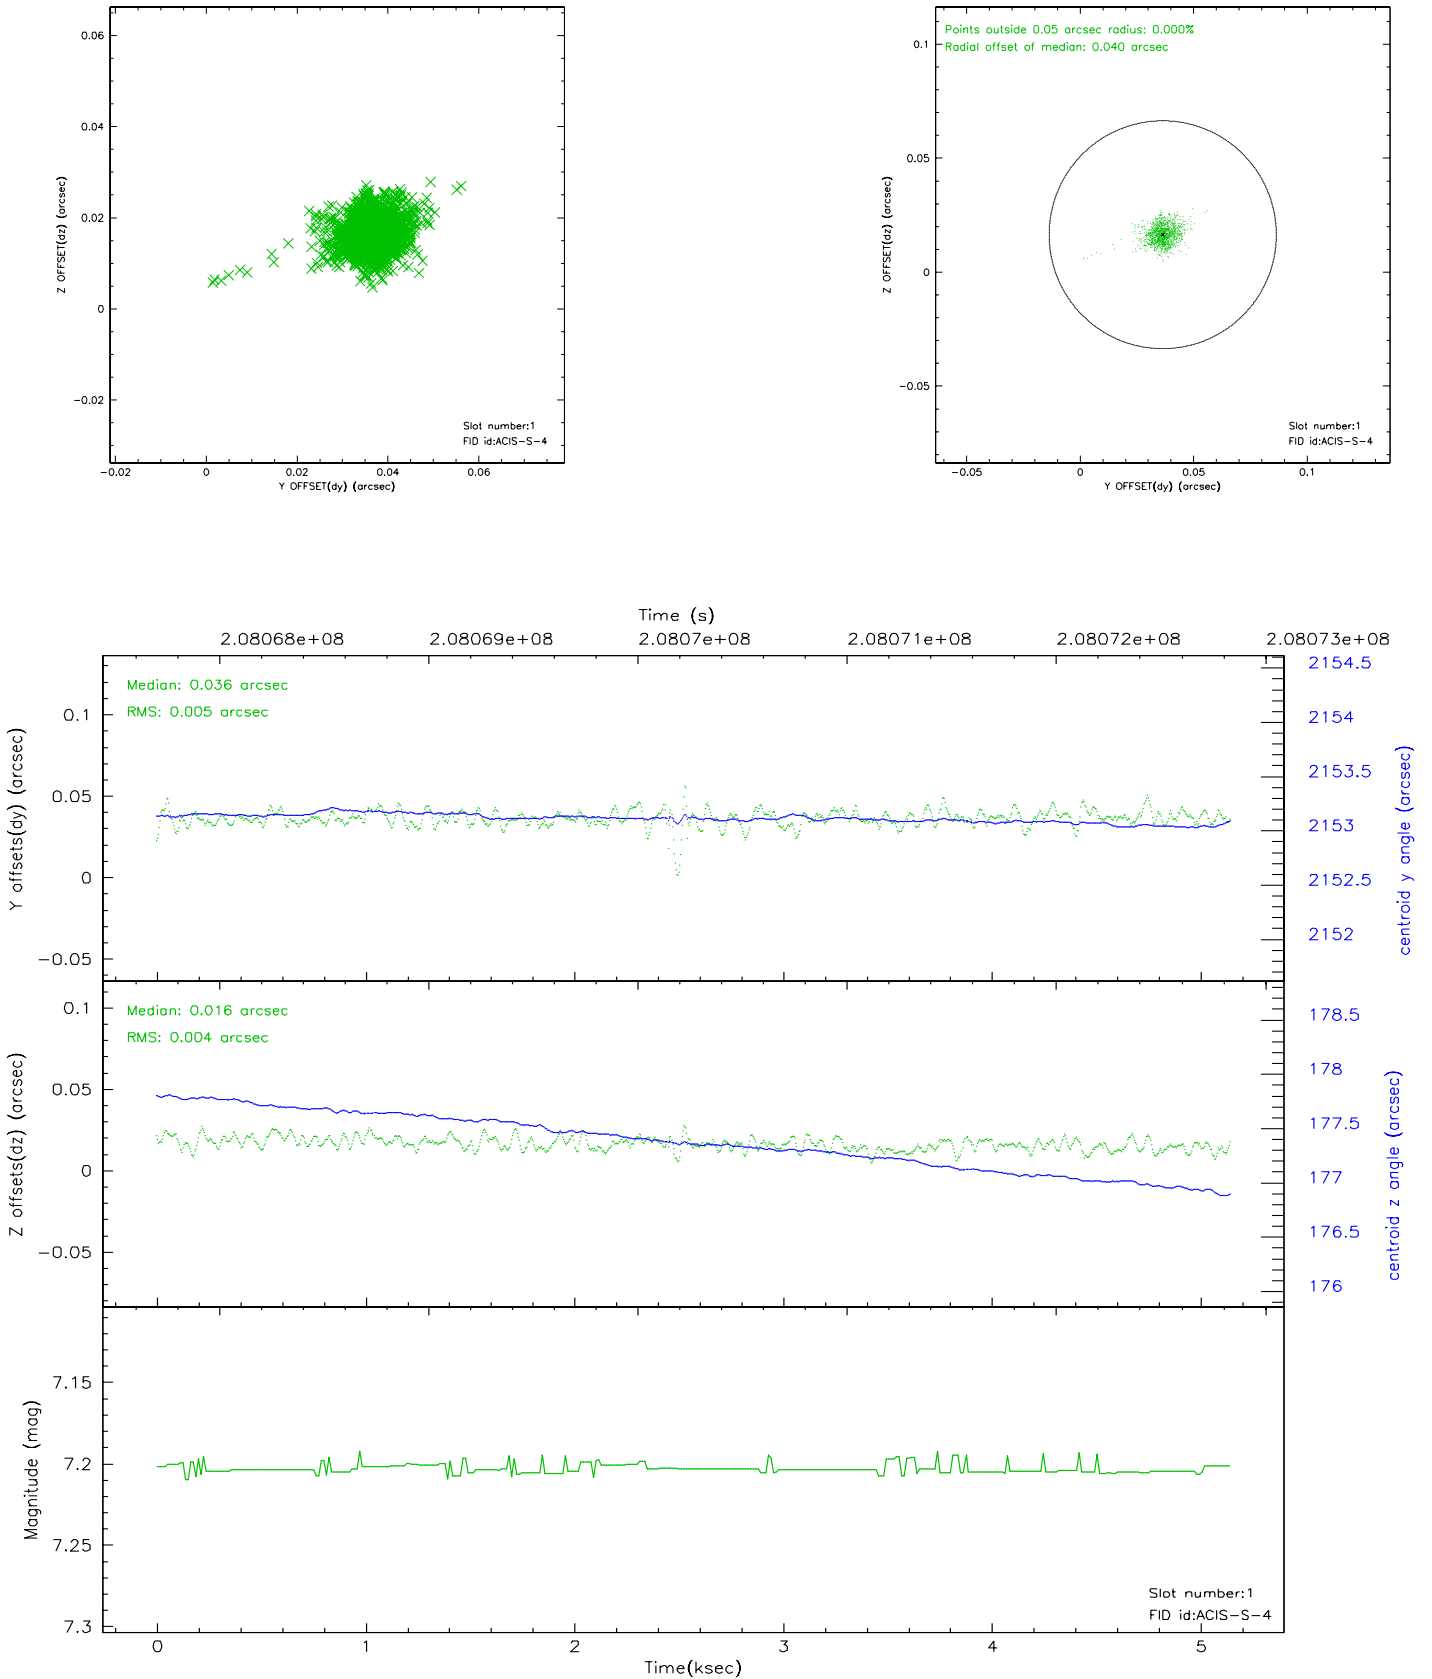 0.06
0.04
0.02
0
−0.02
Z OFFSET(dz) (arcsec)
Slot number:1
FID id:ACIS−S−4
−0.02 0 0.02 0.04 0.06
Y OFFSET(dy) (arcsec)
Points outside 0.05 arcsec radius: 0.000%
Radial offset of median: 0.040 arcsec
0.1
0.05
0
−0.05
Z OFFSET(dz) (arcsec)
Slot number:1
FID id:ACIS−S−4
−0.05 0 0.05 0.1
Y OFFSET(dy) (arcsec)
Time (s)
2.08068e+08 2.08069e+08 2.0807e+08 2.08071e+08 2.08072e+08 2.08073e+08
Median: 0.036 arcsec
RMS: 0.005 arcsec
0.1
0.05
0
−0.05
Y offsets(dy) (arcsec)
2154.5
2154
2153.5
2153
2152.5
2152
centroid y angle (arcsec)
Median: 0.016 arcsec
RMS: 0.004 arcsec
0.1
0.05
0
−0.05
Z offsets(dz) (arcsec)
178.5
178
177.5
177
176.5
176
centroid z angle (arcsec)
7.15
7.2
7.25
7.3
Magnitude (mag)
Slot number:1
FID id:ACIS−S−4
0 1 2 3 4 5
Time(ksec)